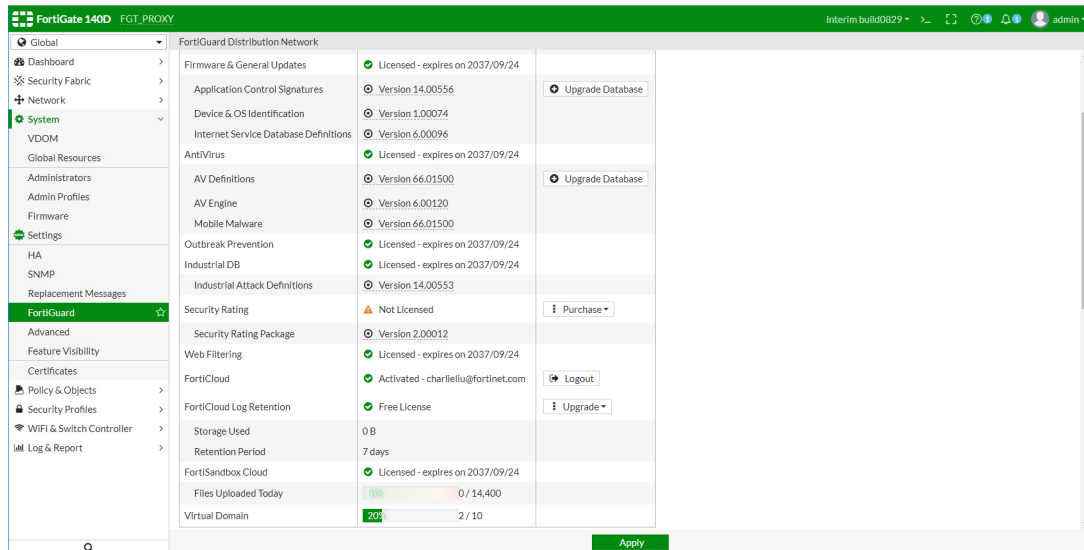 FortiGate 140D FGT_PROXY
interim build0829 >_ 1 1 admin
Global
FortiGuard Distribution Network
Dashboard
Security Fabric
Network
System
VDOM
Global Resources
Administrators
Admin Profiles
Firmware
Settings
HA
SNMP
Replacement Messages
FortiGuard
Advanced
Feature Visibility
Certificates
Policy & Objects
Security Profiles
WiFi & Switch Controller
Log & Report
Firmware & General Updates Licensed - expires on 2037/09/24
Application Control Signatures Version 14.00556 Upgrade Database
Device & OS Identification Version 1.00074
Internet Service Database Definitions Version 6.00096
AntiVirus Licensed - expires on 2037/09/24
AV Definitions Version 66.01500 Upgrade Database
AV Engine Version 6.00120
Mobile Malware Version 66.01500
Outbreak Prevention Licensed - expires on 2037/09/24
Industrial DB Licensed - expires on 2037/09/24
Industrial Attack Definitions Version 14.00553
Security Rating Not Licensed Purchase
Security Rating Package Version 2.00012
Web Filtering Licensed - expires on 2037/09/24
FortiCloud Activated - charlieliu@fortinet.com Logout
FortiCloud Log Retention Free License Upgrade
Storage Used 0 B
Retention Period 7 days
FortiSandbox Cloud Licensed - expires on 2037/09/24
Files Uploaded Today 0% 0 / 14,400
Virtual Domain 20% 2 / 10
Apply